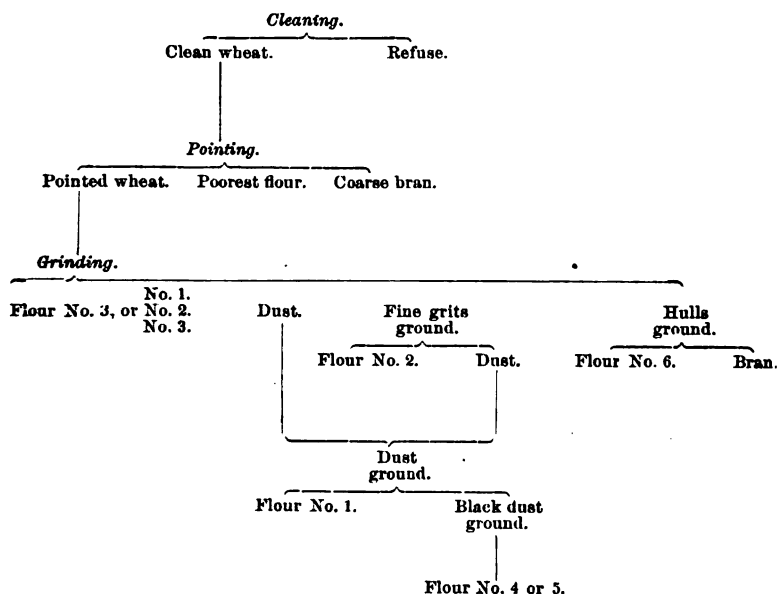 Cleaning.
Clean wheat. Refuse.
Pointing.
Pointed wheat. Poorest flour. Coarse bran.
Grinding.
No. 1.
Flour No. 3, or No. 2.
No. 3.
Dust.
Fine grits
ground.
Hulls
ground.
Flour No. 2. Dust.
Flour No. 6. Bran.
Dust
ground.
Flour No. 1.
Black dust
ground.
Flour No. 4 or 5.